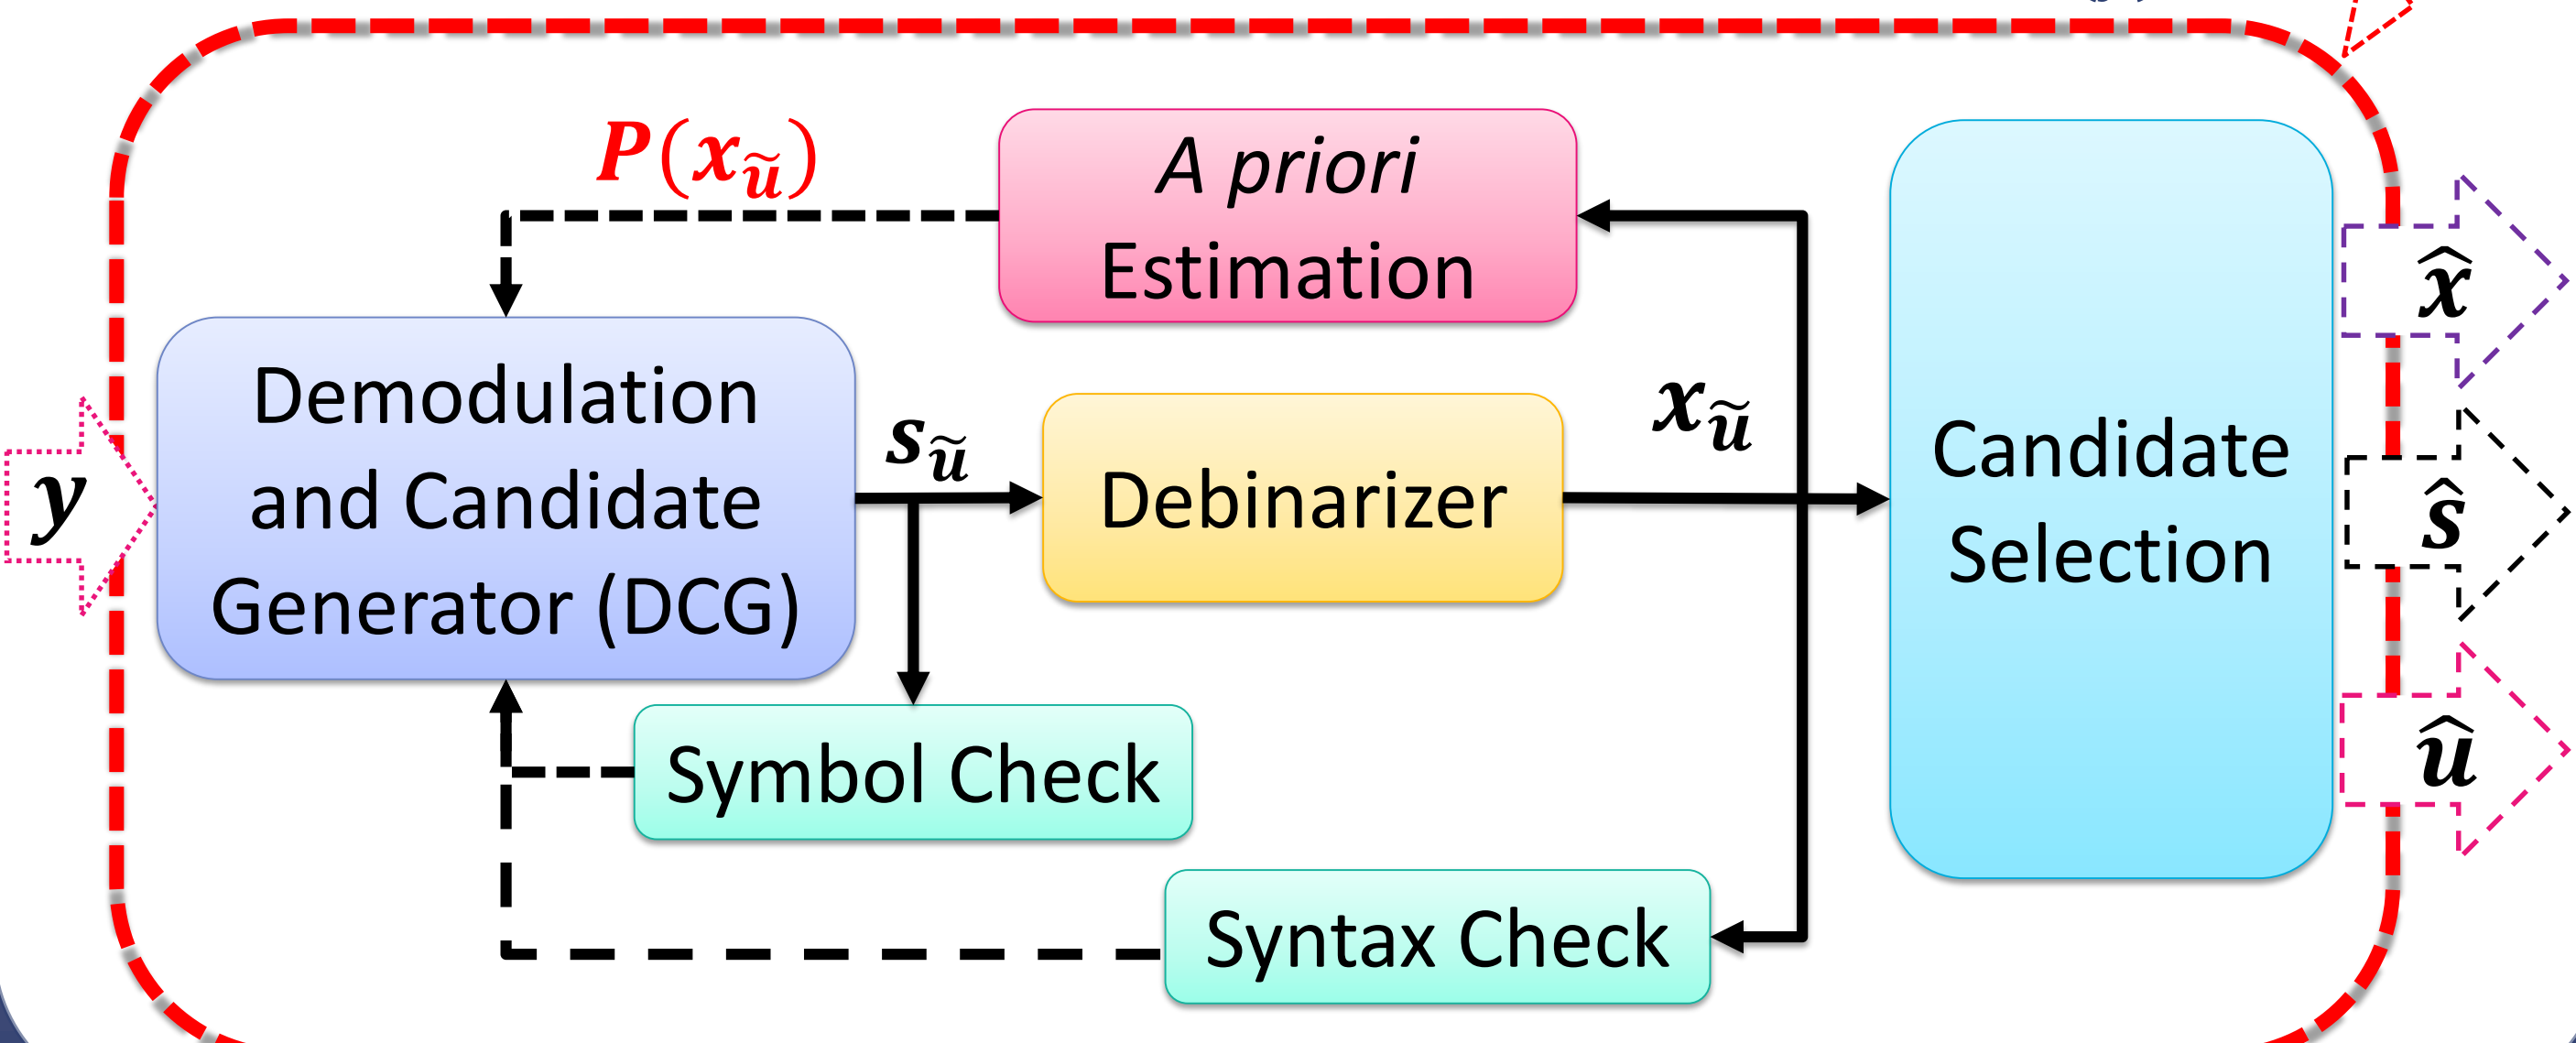 P(x_ũ)
A priori
Estimation
Demodulation
and Candidate
Generator (DCG)
y
s_ũ
Debinarizer
x_ũ
Candidate
Selection
x̂
ŝ
û
Symbol Check
Syntax Check